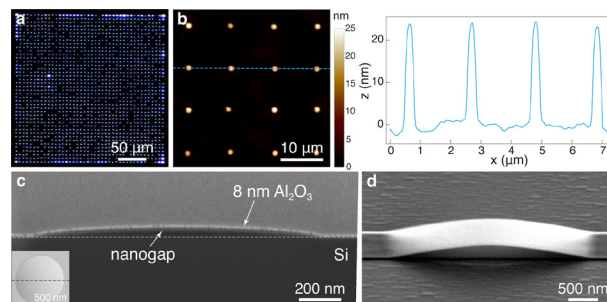 a
50 µm
b
10 µm
nm
25
20
15
10
5
0
z (nm)
20
10
0
0 1 2 3 4 5 6 7
x (µm)
c
8 nm Al₂O₃
nanogap
Si
500 nm
200 nm
d
500 nm